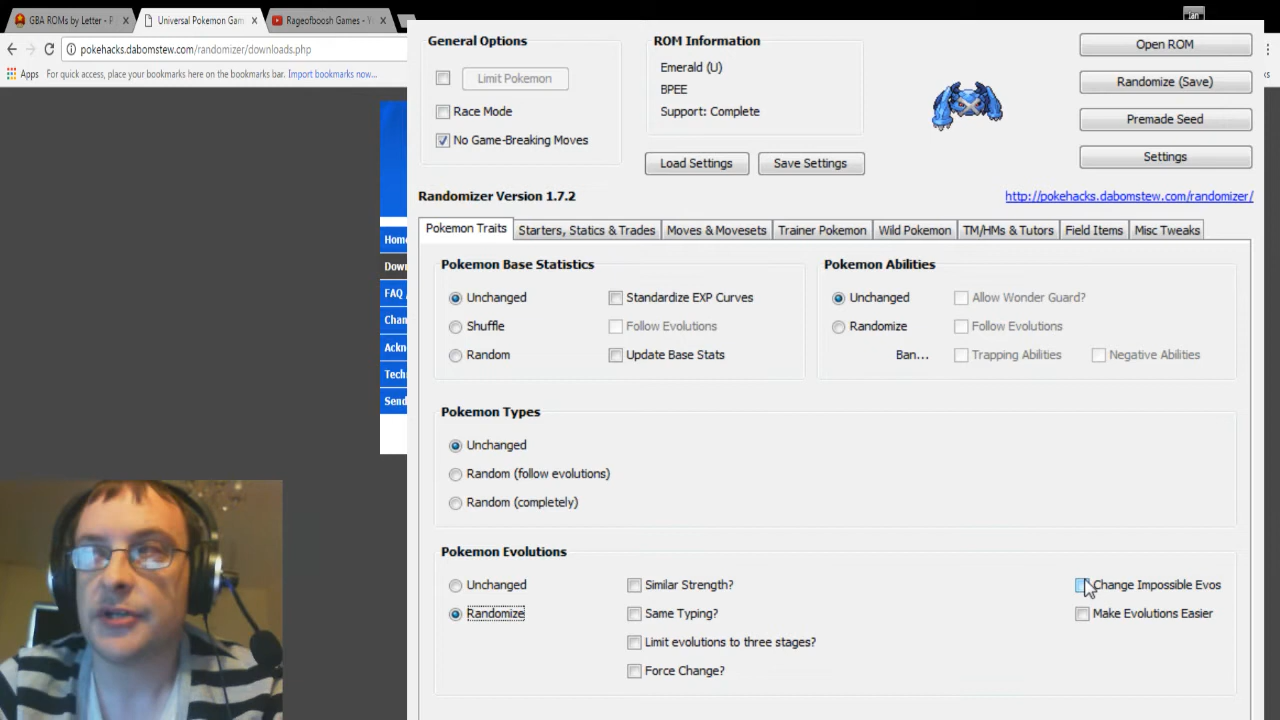 GBA ROMs by Letter - P
Universal Pokemon Gam
Rageofboosh Games -
Ian
pokehacks.dabomstew.com/randomizer/downloads.php
Apps For quick access, place your bookmarks here on the bookmarks bar. Import bookmarks now...
General Options
Limit Pokemon
Race Mode
No Game-Breaking Moves
ROM Information
Emerald (U)
BPEE
Support: Complete
Load Settings Save Settings
Open ROM
Randomize (Save)
Premade Seed
Settings
Randomizer Version 1.7.2
http://pokehacks.dabomstew.com/randomizer/
Pokemon Traits Starters, Statics & Trades Moves & Movesets Trainer Pokemon Wild Pokemon TM/HMs & Tutors Field Items Misc Tweaks
Home
Down
FAQ
Chan
Ackn
Tech
Send
Pokemon Base Statistics
Unchanged Standardize EXP Curves
Shuffle Follow Evolutions
Random Update Base Stats
Pokemon Abilities
Unchanged Allow Wonder Guard?
Randomize Follow Evolutions
Ban... Trapping Abilities Negative Abilities
Pokemon Types
Unchanged
Random (follow evolutions)
Random (completely)
Pokemon Evolutions
Unchanged Similar Strength? Change Impossible Evos
Randomize Same Typing? Make Evolutions Easier
Limit evolutions to three stages?
Force Change?